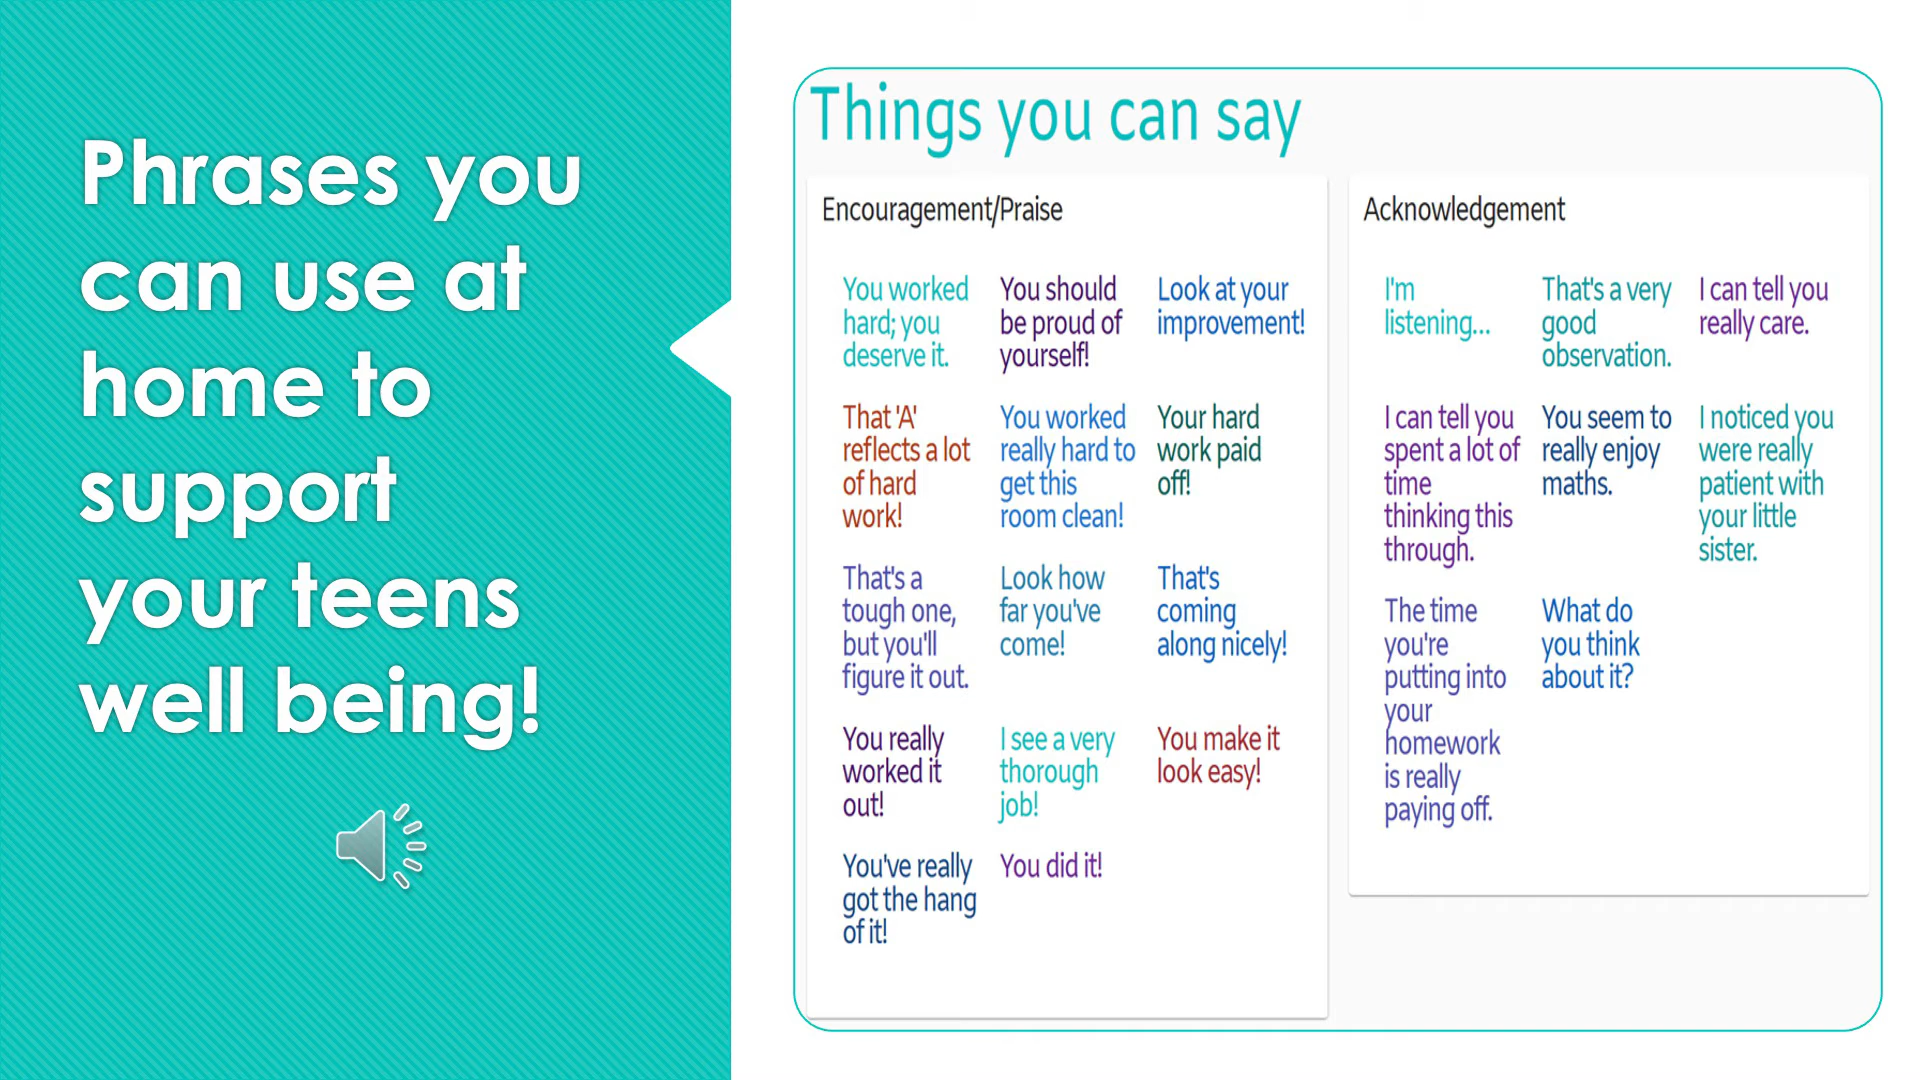 Phrases you
can use at
home to
support
your teens
well being!
Things you can say
Encouragement/Praise
You worked
hard; you
deserve it.
You should
be proud of
yourself!
Look at your
improvement!
That 'A'
reflects a lot
of hard
work!
You worked
really hard to
get this
room clean!
Your hard
work paid
off!
That's a
tough one,
but you'll
figure it out.
Look how
far you've
come!
That's
coming
along nicely!
You really
worked it
out!
I see a very
thorough
job!
You make it
look easy!
You've really
got the hang
of it!
You did it!
Acknowledgement
I'm
listening...
That's a very
good
observation.
I can tell you
really care.
I can tell you
spent a lot of
time
thinking this
through.
You seem to
really enjoy
maths.
I noticed you
were really
patient with
your little
sister.
The time
you're
putting into
your
homework
is really
paying off.
What do
you think
about it?